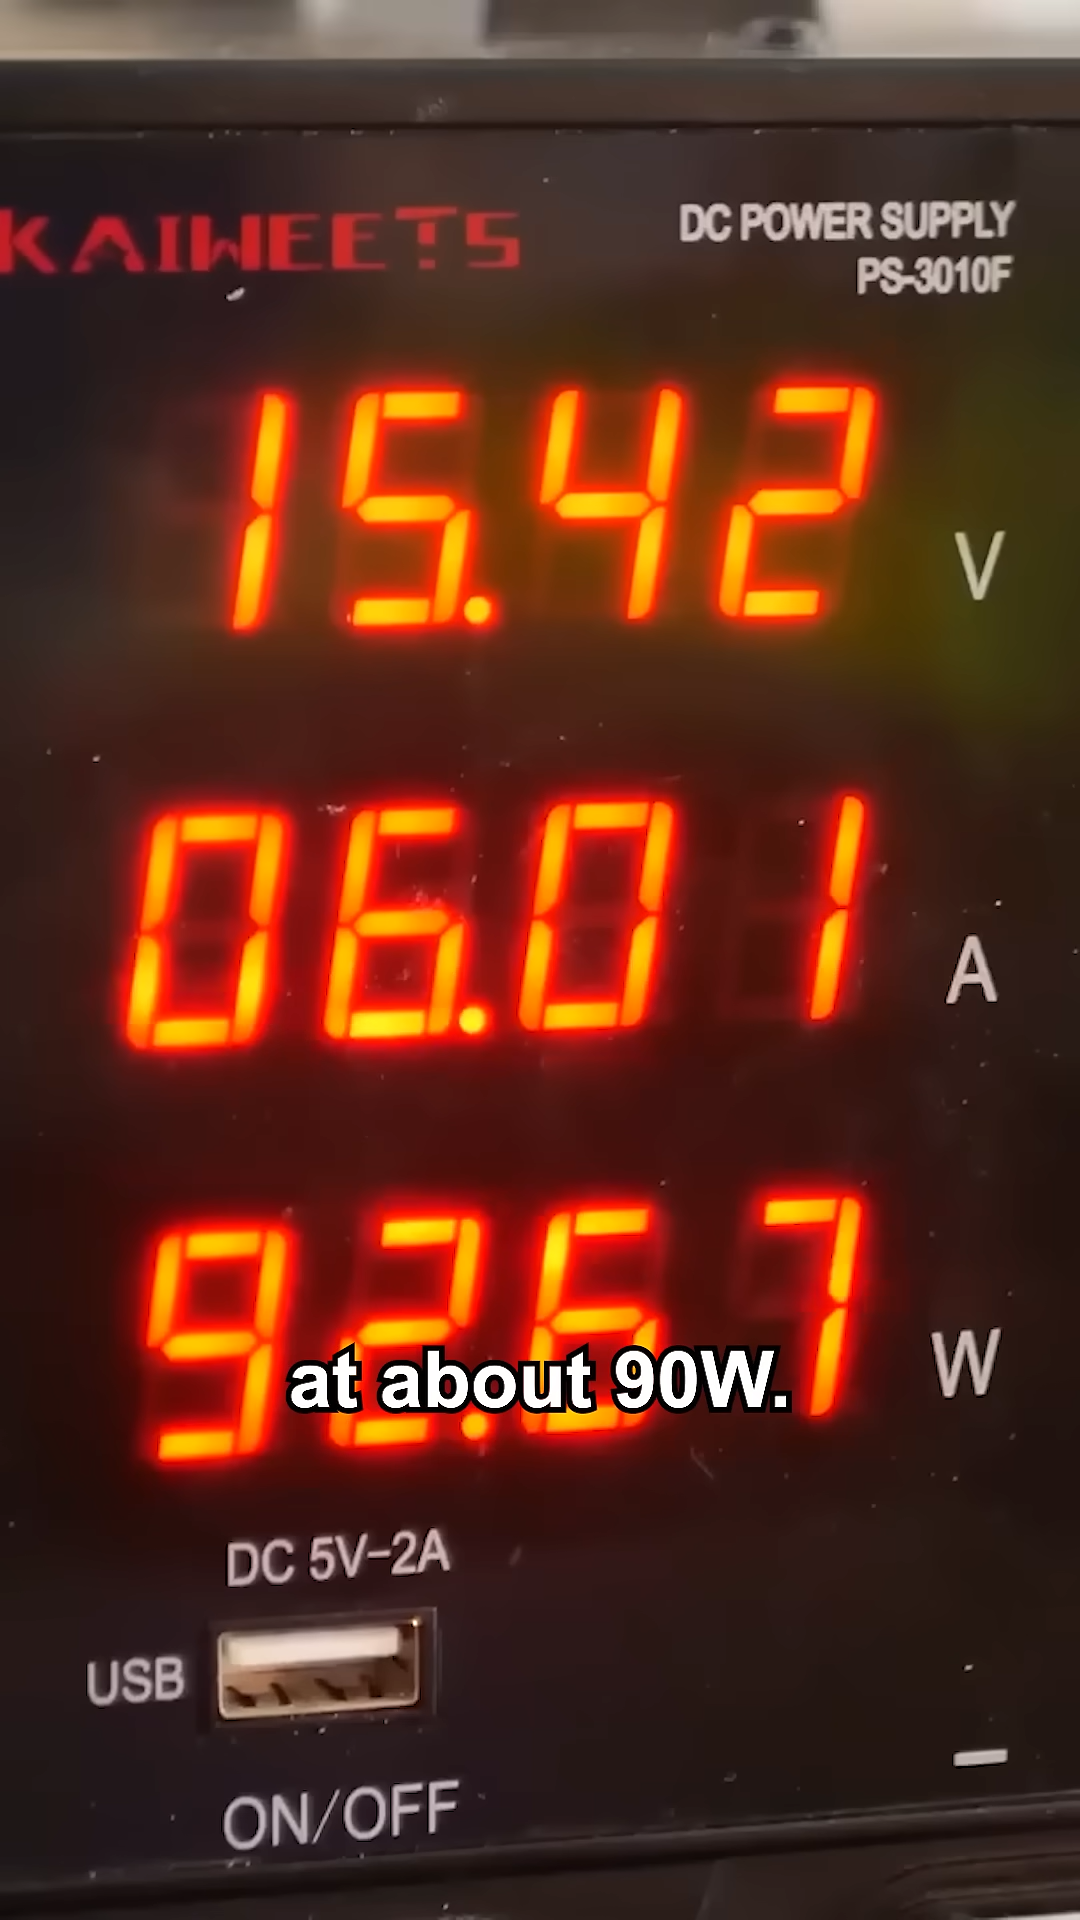 KAIWEETS
DC POWER SUPPLY
PS-3010F
15.42 V
06.01 A
92.67 W
at about 90W.
DC 5V-2A
USB
ON/OFF